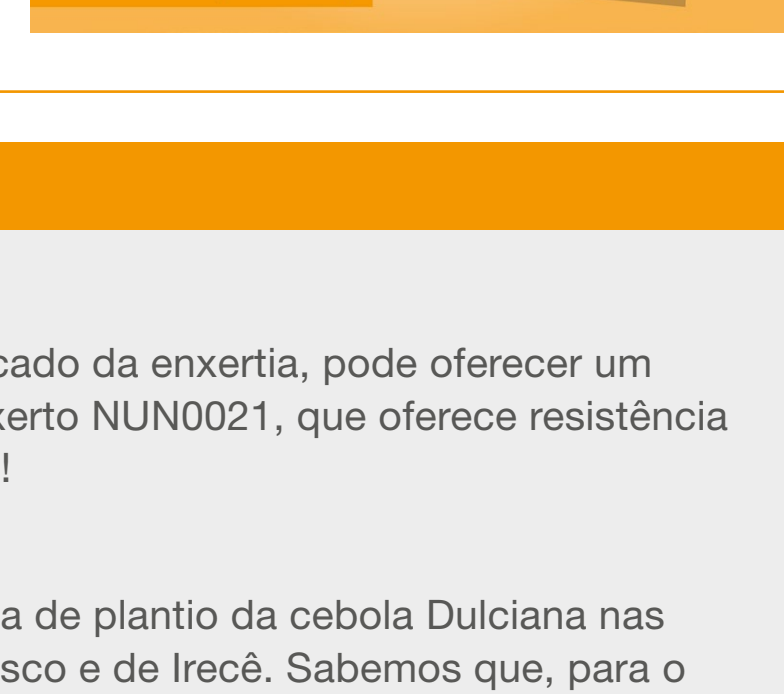 cado da enxertia, pode oferecer um
xerto NUN0021, que oferece resistência
!
a de plantio da cebola Dulciana nas
sco e de Irecê. Sabemos que, para o